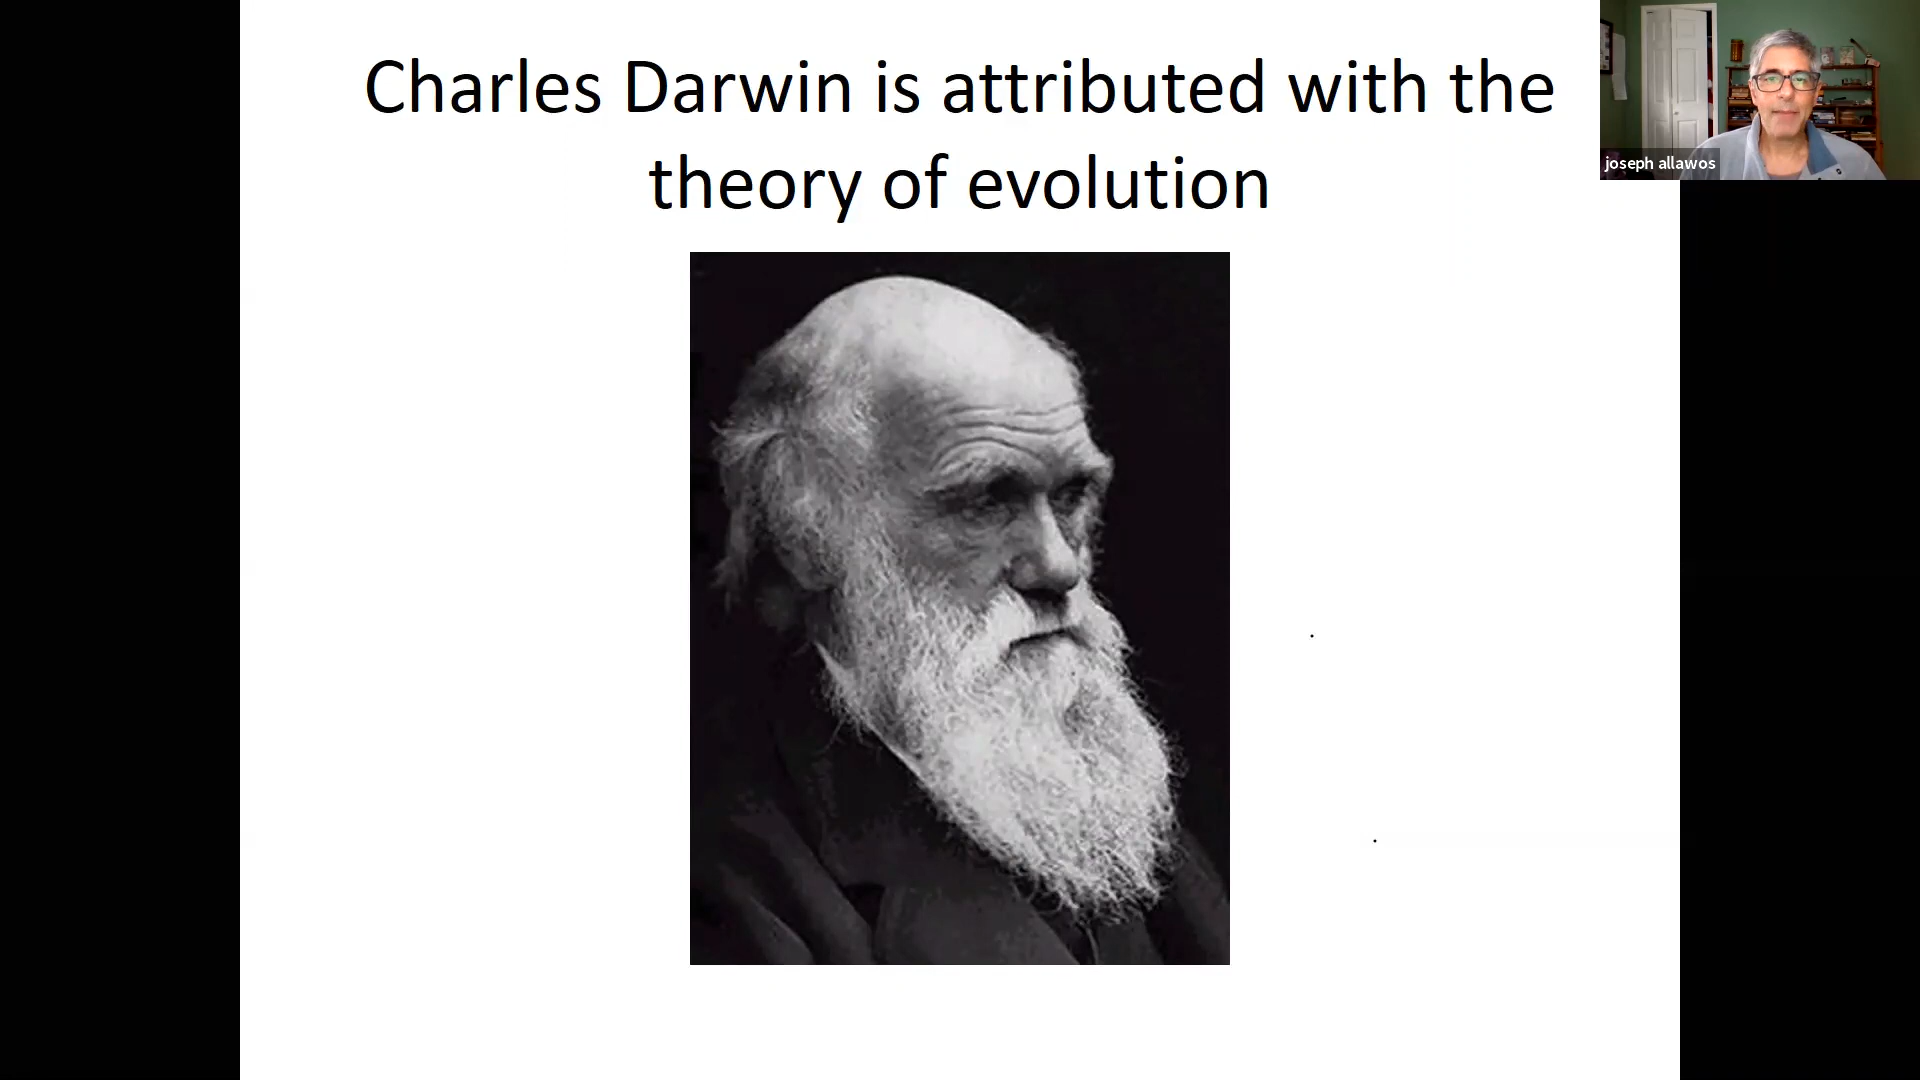 Charles Darwin is attributed with the
theory of evolution
joseph allawos